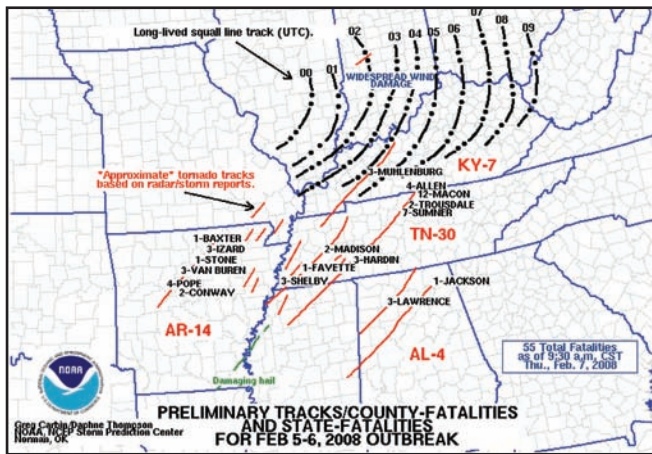 Long-lived squall line track (UTC).
00
01
02
03
04
05
06
07
08
09
WIDESPREAD WIND
DAMAGE
*Approximate* tornado tracks
based on radar/storm reports.
KY-7
3-MUHLENBURG
4-ALLEN
12-MACON
2-TROUSDALE
7-SUMNER
TN-30
1-BAXTER
3-IZARD
1-STONE
3-VAN BUREN
4-POPE
2-CONWAY
AR-14
2-MADISON
3-HARDIN
1-FAYETTE
3-SHELBY
1-JACKSON
3-LAWRENCE
AL-4
55 Total Fatalities
as of 9:30 a.m. CST
Thu., Feb. 7, 2008
Damaging hail
NOAA
PRELIMINARY TRACKS/COUNTY-FATALITIES
AND STATE-FATALITIES
FOR FEB 5-6, 2008 OUTBREAK
Greg Carbin/Daphne Thompson
NOAA, NCEP Storm Prediction Center
Norman, OK